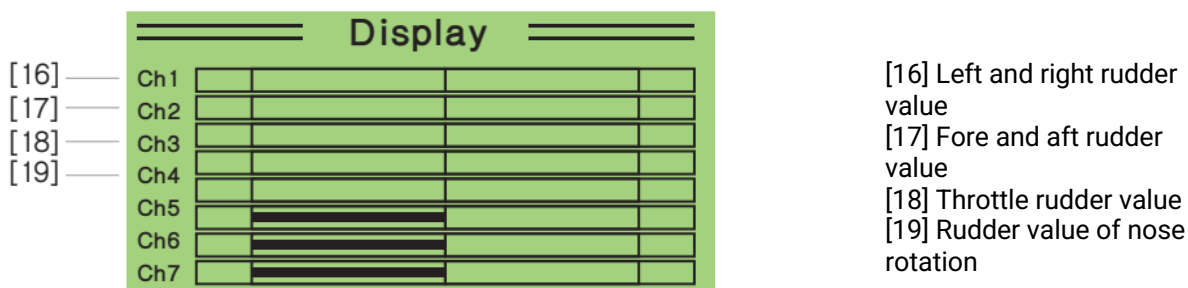 Display
[16] Ch1
[17] Ch2
[18] Ch3
[19] Ch4
Ch5
Ch6
Ch7
[16] Left and right rudder
value
[17] Fore and aft rudder
value
[18] Throttle rudder value
[19] Rudder value of nose
rotation